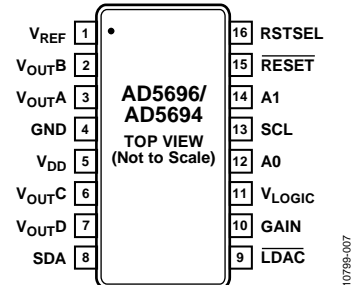 VREF 1
VOUTB 2
VOUTA 3
GND 4
VDD 5
VOUTC 6
VOUTD 7
SDA 8
AD5696/
AD5694
TOP VIEW
(Not to Scale)
16 RSTSEL
15 RESET
14 A1
13 SCL
12 A0
11 VLOGIC
10 GAIN
9 LDAC
10799-007